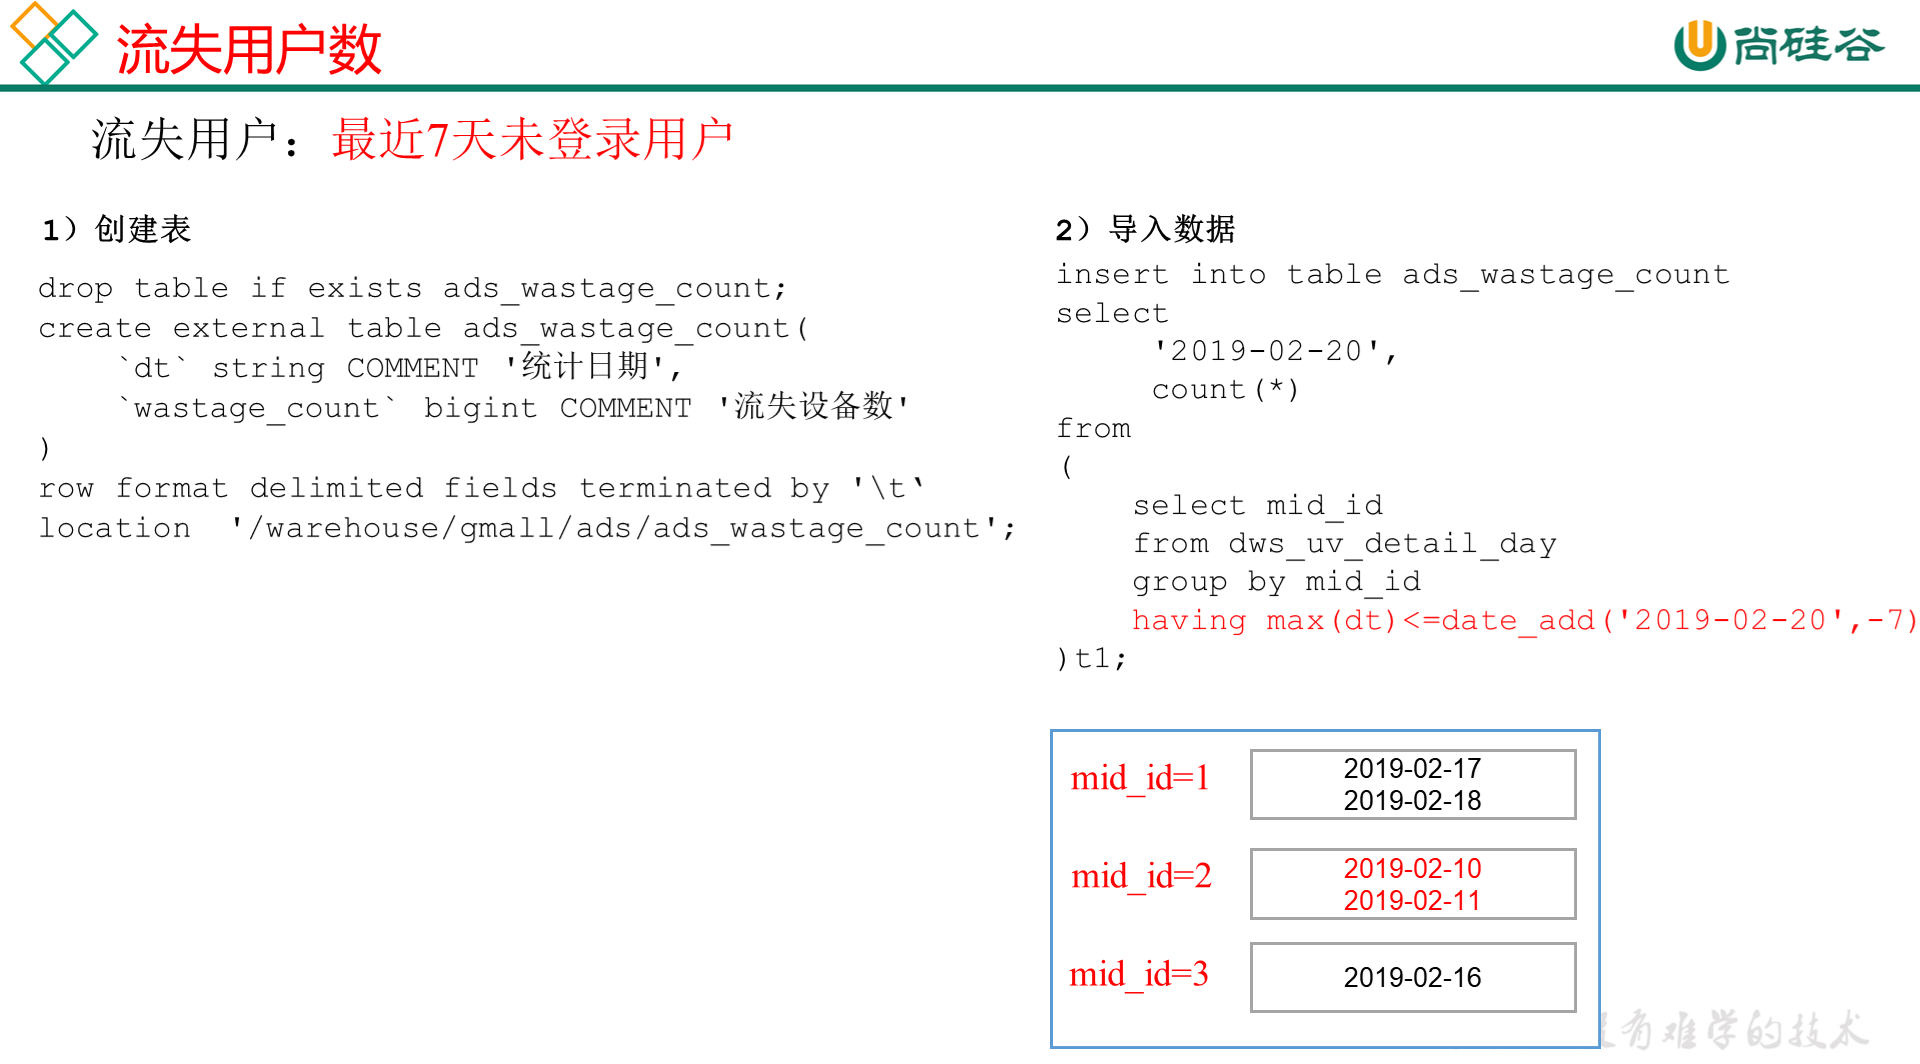 流失用户数
尚硅谷
流失用户：最近7天未登录用户
1）创建表
drop table if exists ads_wastage_count;
create external table ads_wastage_count(
`dt` string COMMENT '统计日期',
`wastage_count` bigint COMMENT '流失设备数'
)
row format delimited fields terminated by '\t‘
location '/warehouse/gmall/ads/ads_wastage_count';
2）导入数据
insert into table ads_wastage_count
select
'2019-02-20',
count(*)
from
(
select mid_id
from dws_uv_detail_day
group by mid_id
having max(dt)<=date_add('2019-02-20',-7)
)t1;
mid_id=1
2019-02-17
2019-02-18
mid_id=2
2019-02-10
2019-02-11
mid_id=3
2019-02-16
有难学的技术